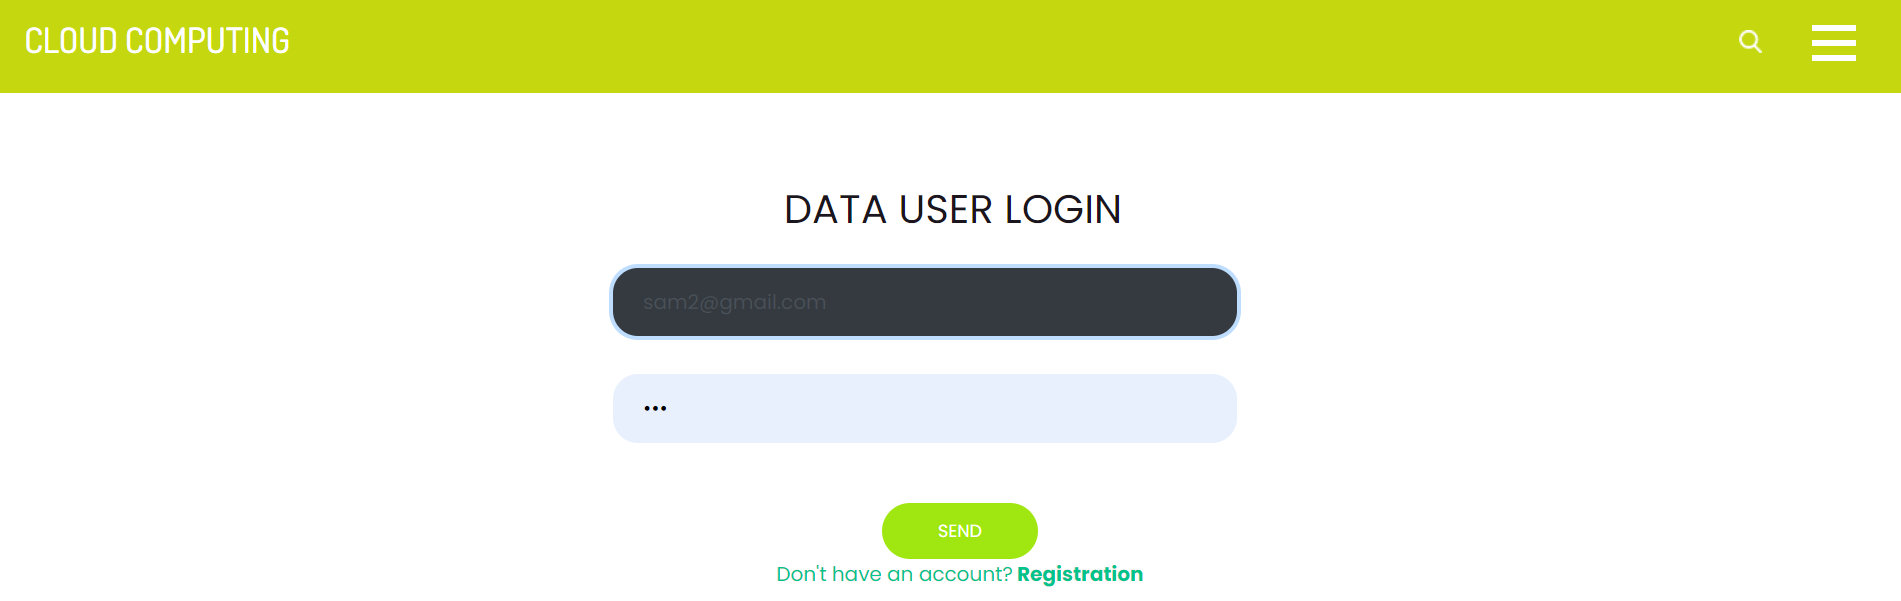 CLOUD COMPUTING
DATA USER LOGIN
sam2@gmail.com
•••
SEND
Don't have an account? Registration